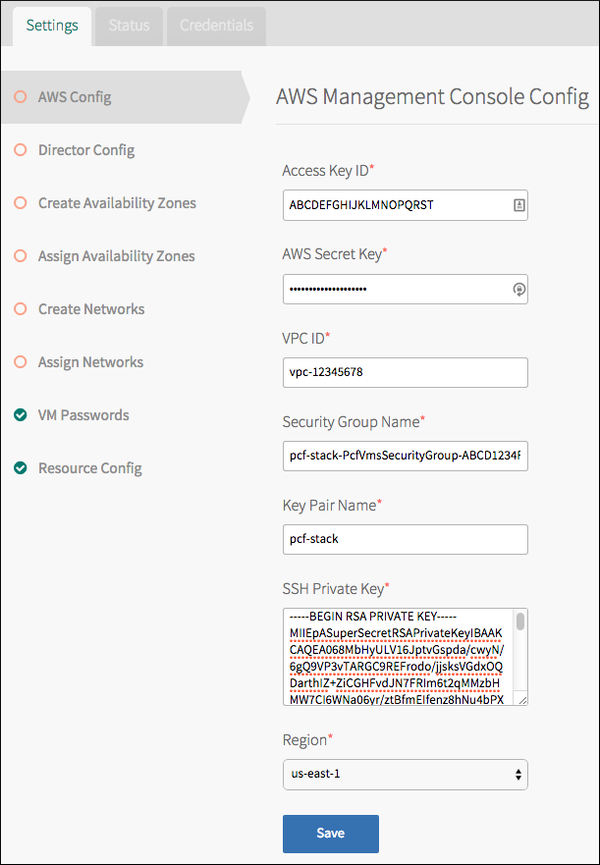 Settings
Status
Credentials
AWS Config
Director Config
Create Availability Zones
Assign Availability Zones
Create Networks
Assign Networks
VM Passwords
Resource Config
AWS Management Console Config
Access Key ID*
ABCDEFGHIJKLMNOPQRST
AWS Secret Key*
••••••••••••••••••••
VPC ID*
vpc-12345678
Security Group Name*
pcf-stack-PcfVmsSecurityGroup-ABCD1234F
Key Pair Name*
pcf-stack
SSH Private Key*
-----BEGIN RSA PRIVATE KEY-----
MIIEpASuperSecretRSAPrivateKeyIBAAK
CAQEA068MbHyULV16JptvGspda/cwyN/
6gQ9VP3vTARGC9REFrodo/jjsksVGdxOQ
DarthIZ+ZiCGHFvdJN7FRIm6t2qMMzbH
MW7CI6WNa06yr/ztBfmEIfenz8hNu4bPX
Region*
us-east-1
Save